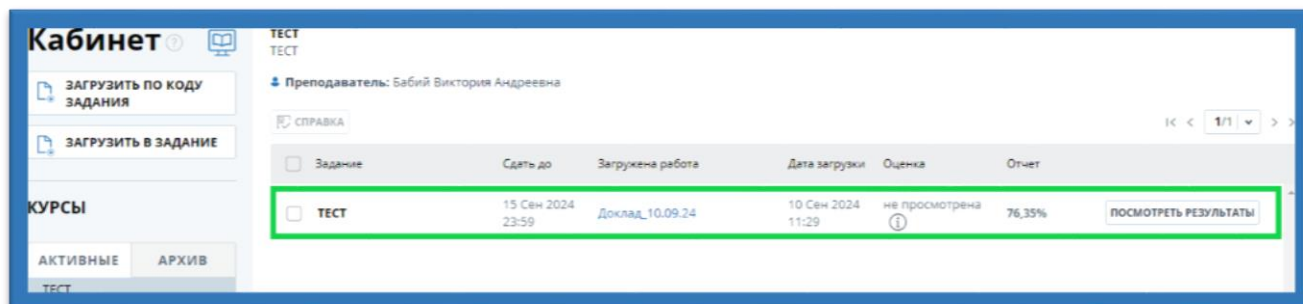 Кабинет
ЗАГРУЗИТЬ ПО КОДУ
ЗАДАНИЯ
ЗАГРУЗИТЬ В ЗАДАНИЕ
КУРСЫ
АКТИВНЫЕ АРХИВ
ТЕСТ
ТЕСТ
ТЕСТ
Преподаватель: Бабий Виктория Андреевна
СПРАВКА
1/1
Задание Сдать до Загружена работа Дата загрузки Оценка Отчет
ТЕСТ 15 Сен 2024 23:59 Доклад_10.09.24 10 Сен 2024 11:29 не просмотрена 76,35% ПОСМОТРЕТЬ РЕЗУЛЬТАТЫ